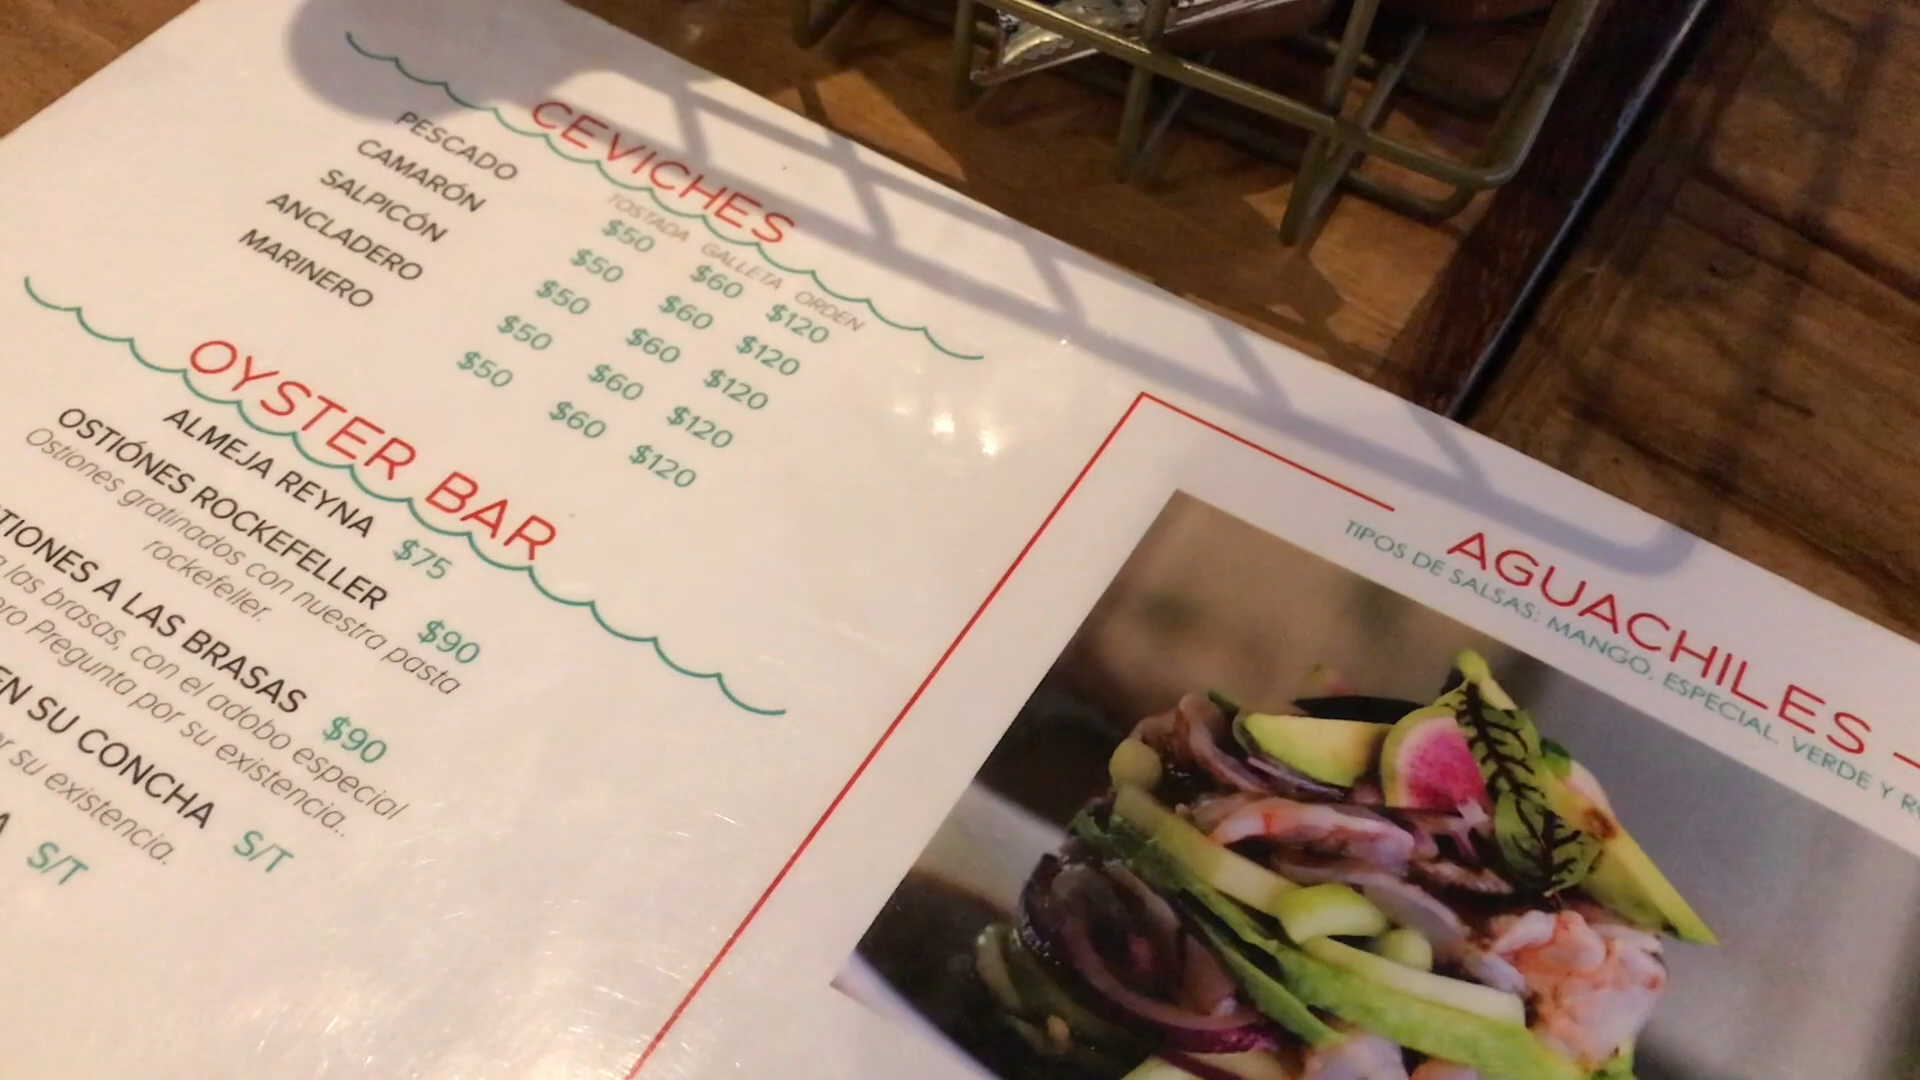 CEVICHES
TOSTADA GALLETA ORDEN
PESCADO $50 $60 $120
CAMARÓN $50 $60 $120
SALPICÓN $50 $60 $120
ANCLADERO $50 $60 $120
MARINERO $50 $60 $120
OYSTER BAR
ALMEJA REYNA $75
OSTIÓNES ROCKEFELLER $90
Ostiones gratinados con nuestra pasta
rockefeller.
A LAS BRASAS $90
las brasas, con el adobo especial
Pregunta por su existencia..
EN SU CONCHA S/T
su existencia.
S/T
AGUACHILES
TIPOS DE SALSAS: MANGO, ESPECIAL. VERDE Y